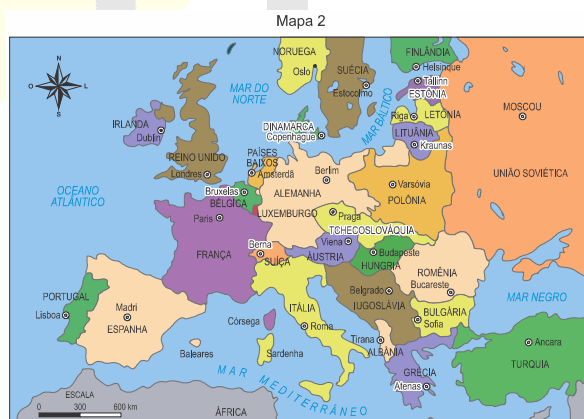 Mapa 2
N
O
L
S
NORUEGA
Oslo
SUÉCIA
Estocolmo
FINLÂNDIA
Helsinque
Tallinn
ESTÔNIA
MAR DO
NORTE
MAR BÁLTICO
Riga
LETÔNIA
MOSCOU
IRLANDA
Dublin
DINAMARCA
Copenhague
LITUÂNIA
Kraunas
REINO UNIDO
Londres
PAÍSES
BAIXOS
Amsterdã
Berlim
ALEMANHA
Varsóvia
POLÔNIA
UNIÃO SOVIÉTICA
OCEANO
ATLÂNTICO
Bruxelas
BÉLGICA
LUXEMBURGO
Paris
Praga
TCHECOSLOVÁQUIA
FRANÇA
Berna
SUÍÇA
Viena
ÁUSTRIA
Budapeste
HUNGRIA
ROMÊNIA
Bucareste
PORTUGAL
Lisboa
Madri
ESPANHA
Córsega
ITÁLIA
Roma
Belgrado
IUGOSLÁVIA
BULGÁRIA
Sofia
MAR NEGRO
Baleares
Sardenha
Tirana
ALBÂNIA
GRÉCIA
Atenas
Ancara
TURQUIA
MAR MEDITERRÂNEO
ESCALA
0 300 600 km
ÁFRICA